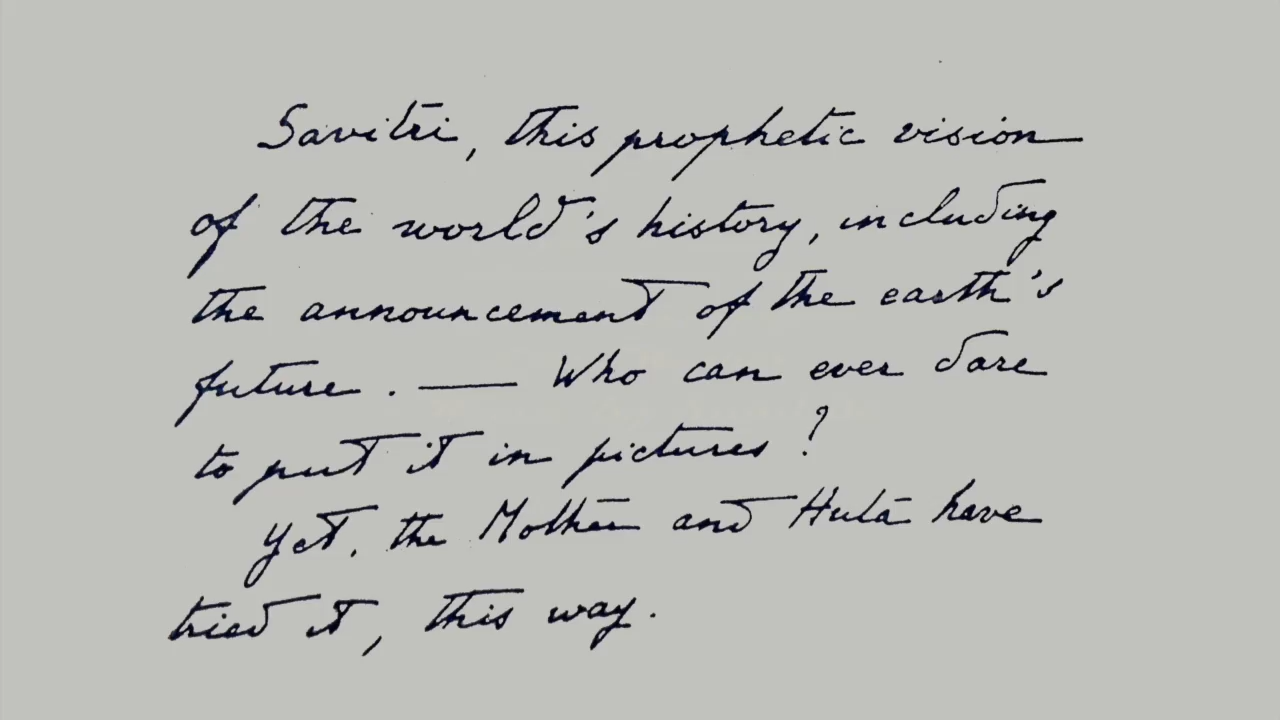 Savitri, this prophetic vision
of the world's history, including
the announcement of the earth's
future. — Who can ever dare
to put it in pictures?
Yet, the Mother and Huta have
tried it, this way.